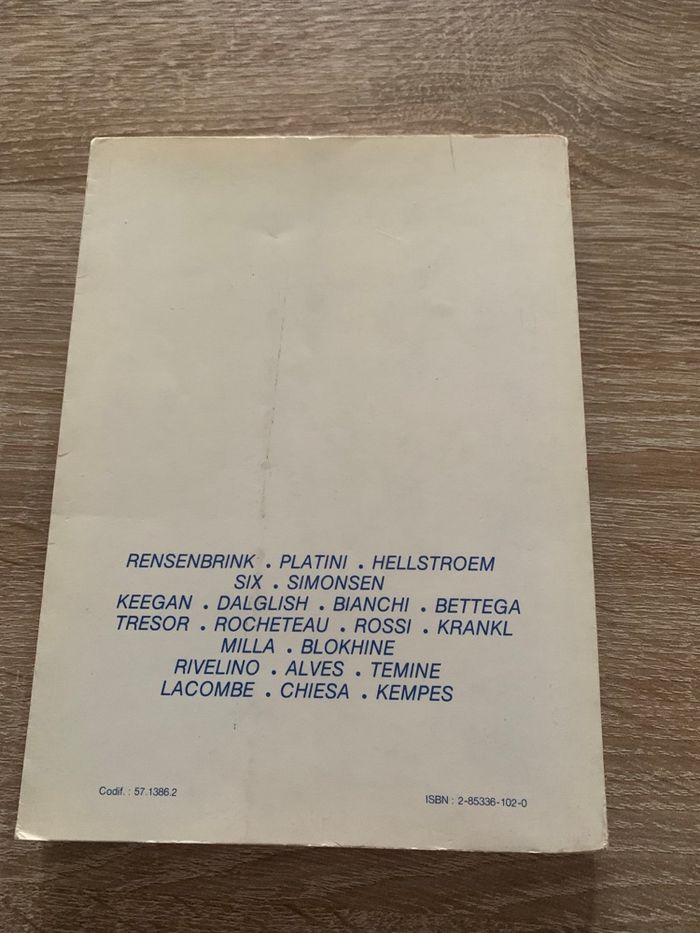 RENSENBRINK . PLATINI . HELLSTROEM
SIX . SIMONSEN
KEEGAN . DALGLISH . BIANCHI . BETTEGA
TRESOR . ROCHETEAU . ROSSI . KRANKL
MILLA . BLOKHINE
RIVELINO . ALVES . TEMINE
LACOMBE . CHIESA . KEMPES
Codif. : 57.1386.2
ISBN : 2-85336-102-0